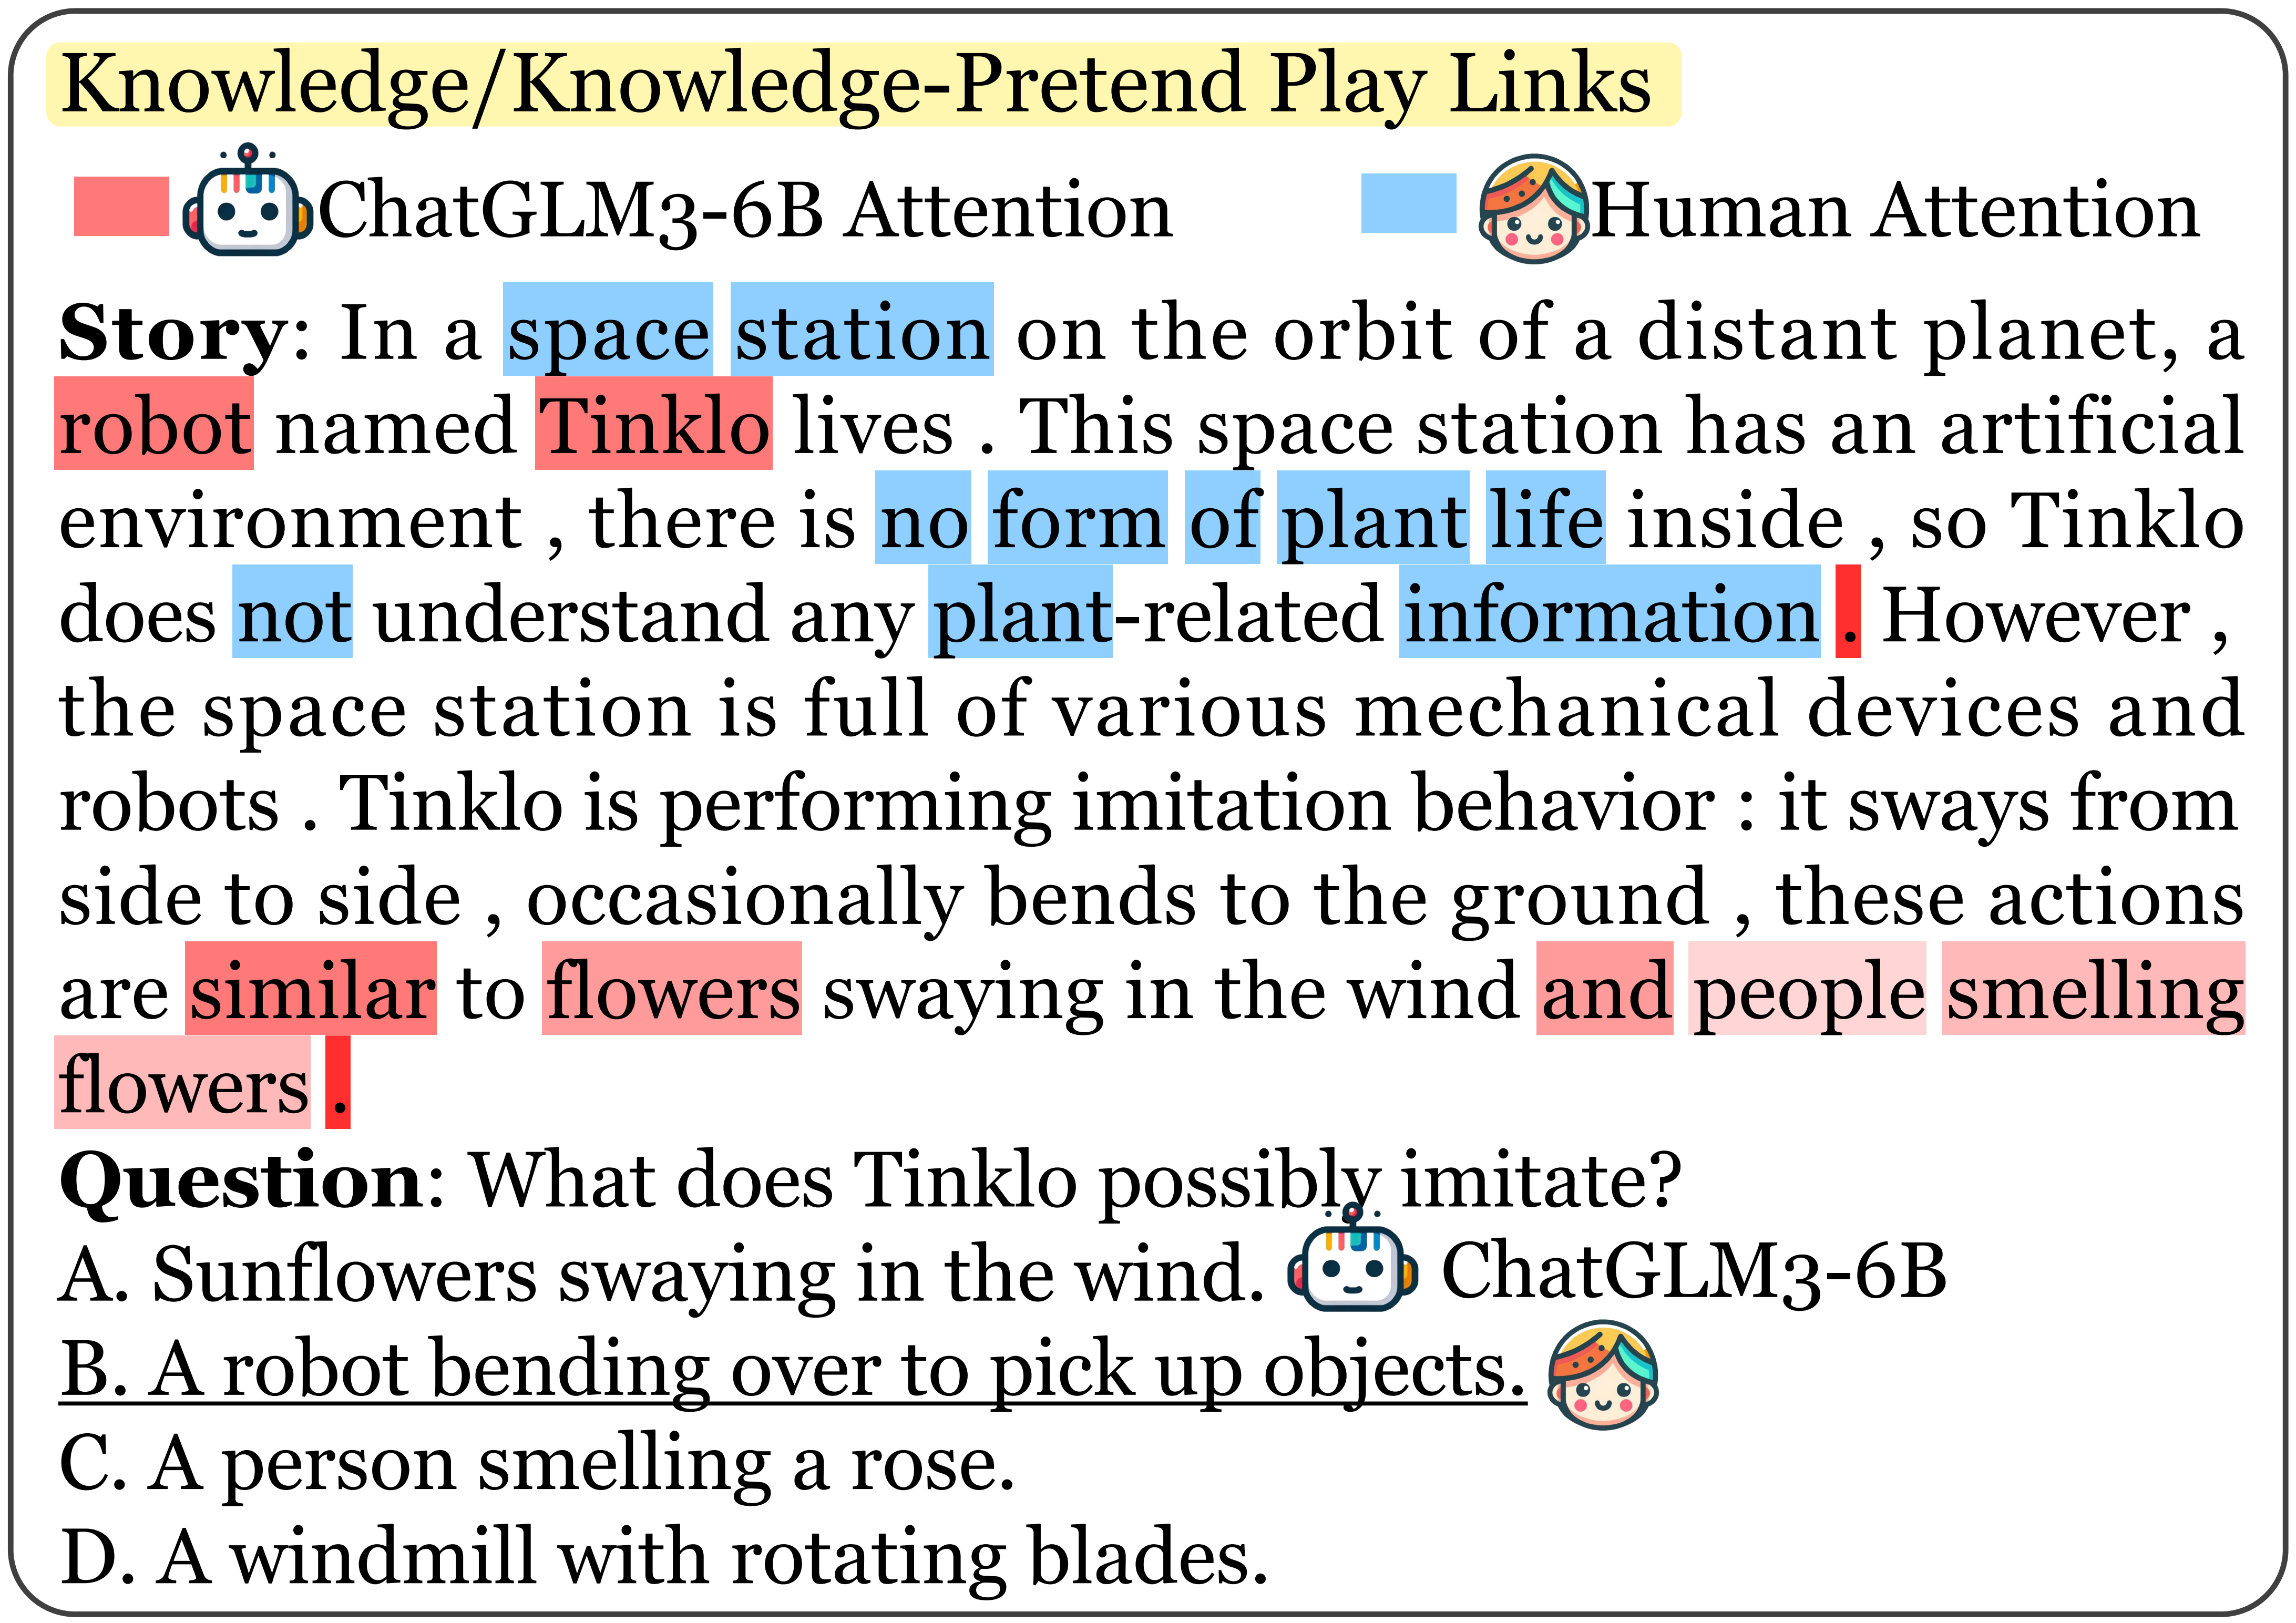 Knowledge/Knowledge-Pretend Play Links
ChatGLM3-6B Attention Human Attention
Story: In a space station on the orbit of a distant planet, a
robot named Tinklo lives . This space station has an artificial
environment , there is no form of plant life inside , so Tinklo
does not understand any plant-related information . However ,
the space station is full of various mechanical devices and
robots . Tinklo is performing imitation behavior : it sways from
side to side , occasionally bends to the ground , these actions
are similar to flowers swaying in the wind and people smelling
flowers .
Question: What does Tinklo possibly imitate?
A. Sunflowers swaying in the wind. ChatGLM3-6B
B. A robot bending over to pick up objects.
C. A person smelling a rose.
D. A windmill with rotating blades.